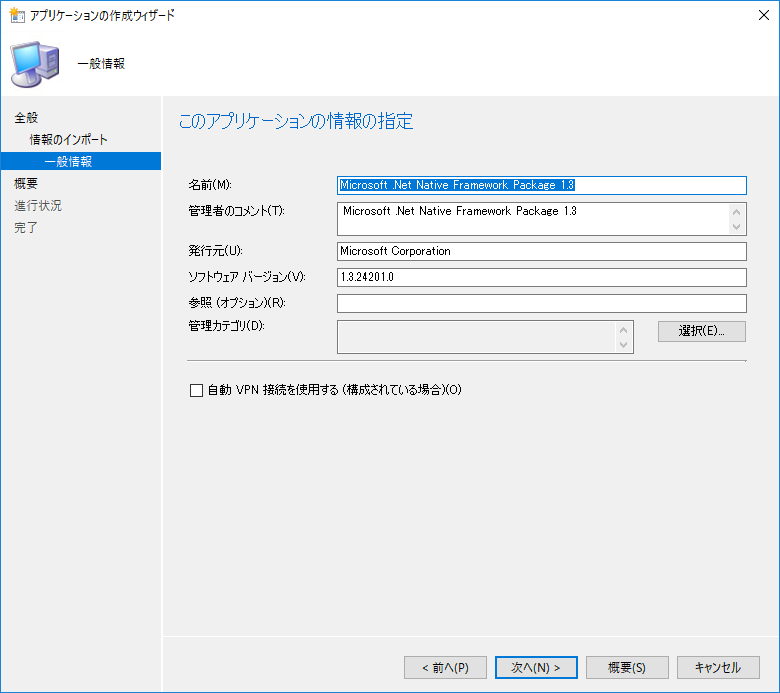 アプリケーションの作成ウィザード
一般情報
全般
情報のインポート
一般情報
概要
進行状況
完了
このアプリケーションの情報の指定
名前(M):
Microsoft .Net Native Framework Package 1.3
管理者のコメント(T):
Microsoft .Net Native Framework Package 1.3
発行元(U):
Microsoft Corporation
ソフトウェア バージョン(V):
1.3.24201.0
参照 (オプション)(R):
管理カテゴリ(D):
選択(E)...
自動 VPN 接続を使用する (構成されている場合)(O)
< 前へ(P)
次へ(N) >
概要(S)
キャンセル